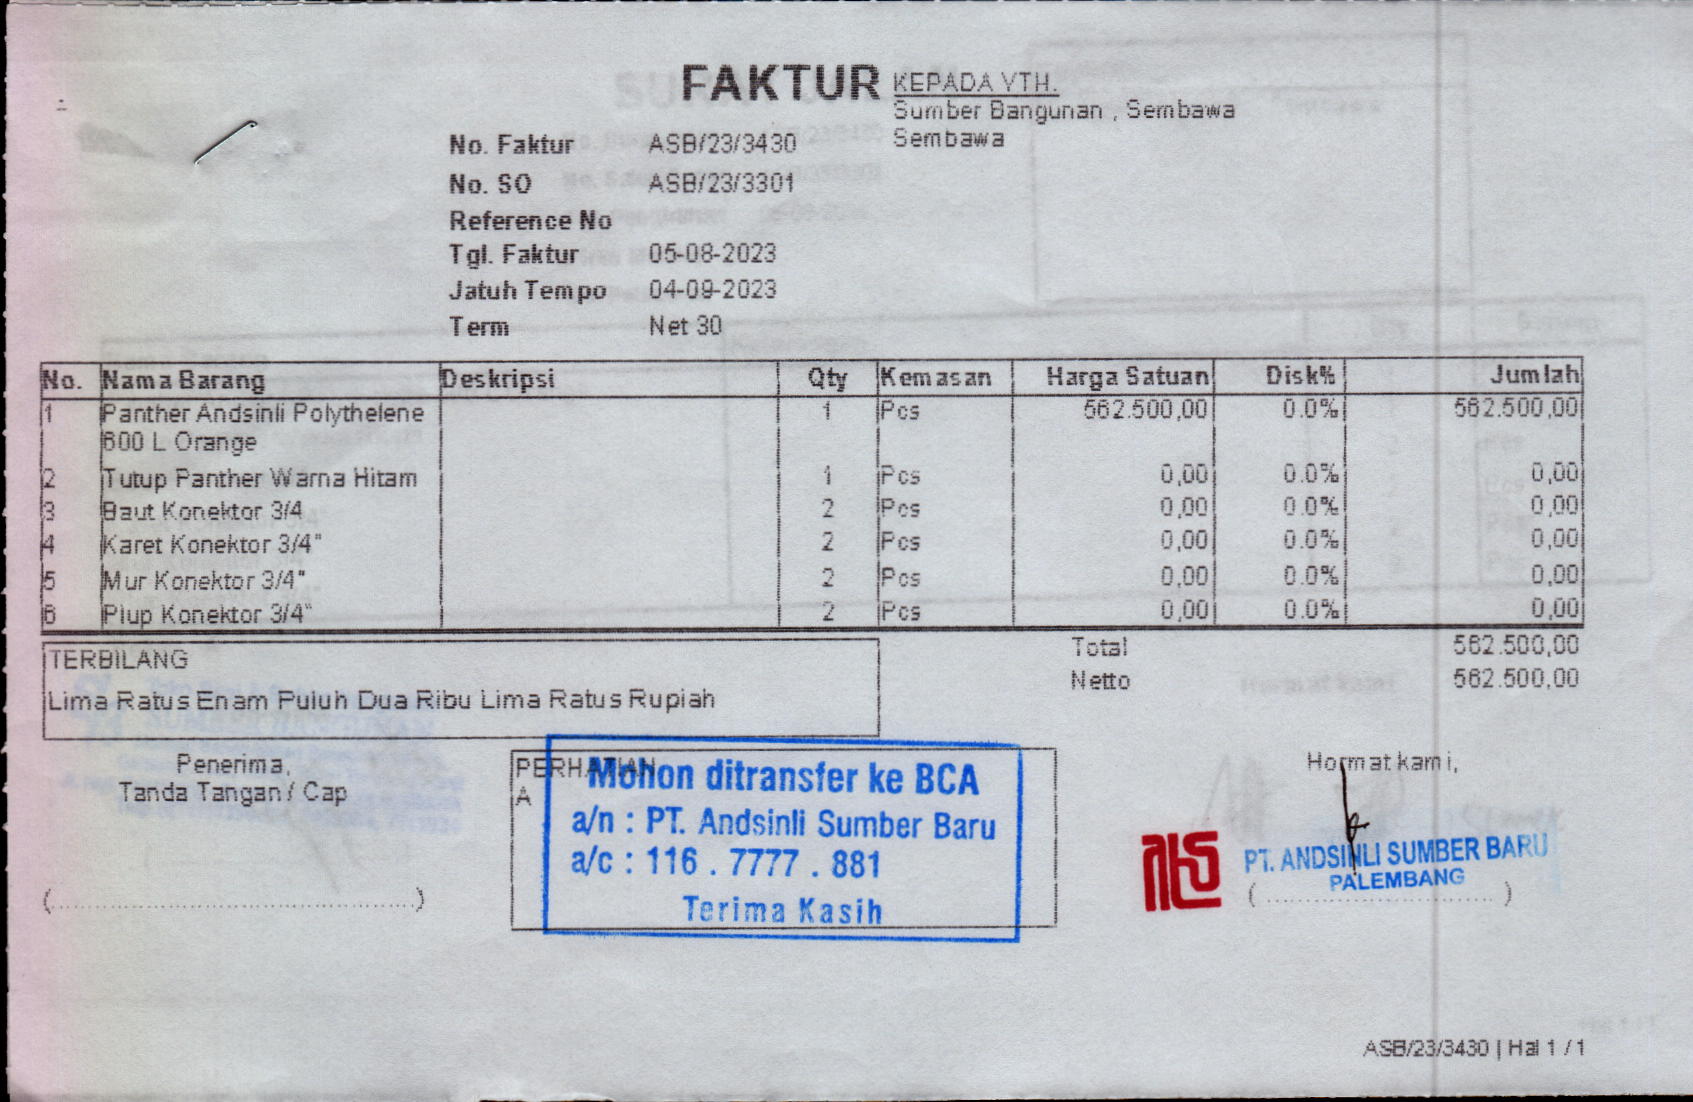 FAKTUR
KEPADA YTH.
Sumber Bangunan , Sembawa
Sembawa
No. Faktur ASB/23/3430
No. SO ASB/23/3301
Reference No
Tgl. Faktur 05-08-2023
Jatuh Tempo 04-09-2023
Term Net 30
No. Nama Barang Deskripsi Qty Kemasan Harga Satuan Disk% Jumlah
1 Panther Andsinli Polythelene 1 Pcs 562.500,00 0.0% 562.500,00
600 L Orange
2 Tutup Panther Warna Hitam 1 Pcs 0,00 0.0% 0,00
3 Baut Konektor 3/4 2 Pcs 0,00 0.0% 0,00
4 Karet Konektor 3/4" 2 Pcs 0,00 0.0% 0,00
5 Mur Konektor 3/4" 2 Pcs 0,00 0.0% 0,00
6 Plup Konektor 3/4" 2 Pcs 0,00 0.0% 0,00
Total 562.500,00
Netto 562.500,00
TERBILANG
Lima Ratus Enam Puluh Dua Ribu Lima Ratus Rupiah
Penerima,
Tanda Tangan / Cap
(.......................................................)
PERHATIAN
A
Mohon ditransfer ke BCA
a/n : PT. Andsinli Sumber Baru
a/c : 116 . 7777 . 881
Terima Kasih
Hormat kami,
PT. ANDSINLI SUMBER BARU
PALEMBANG
(..................................)
ASB/23/3430 | Hal 1 / 1